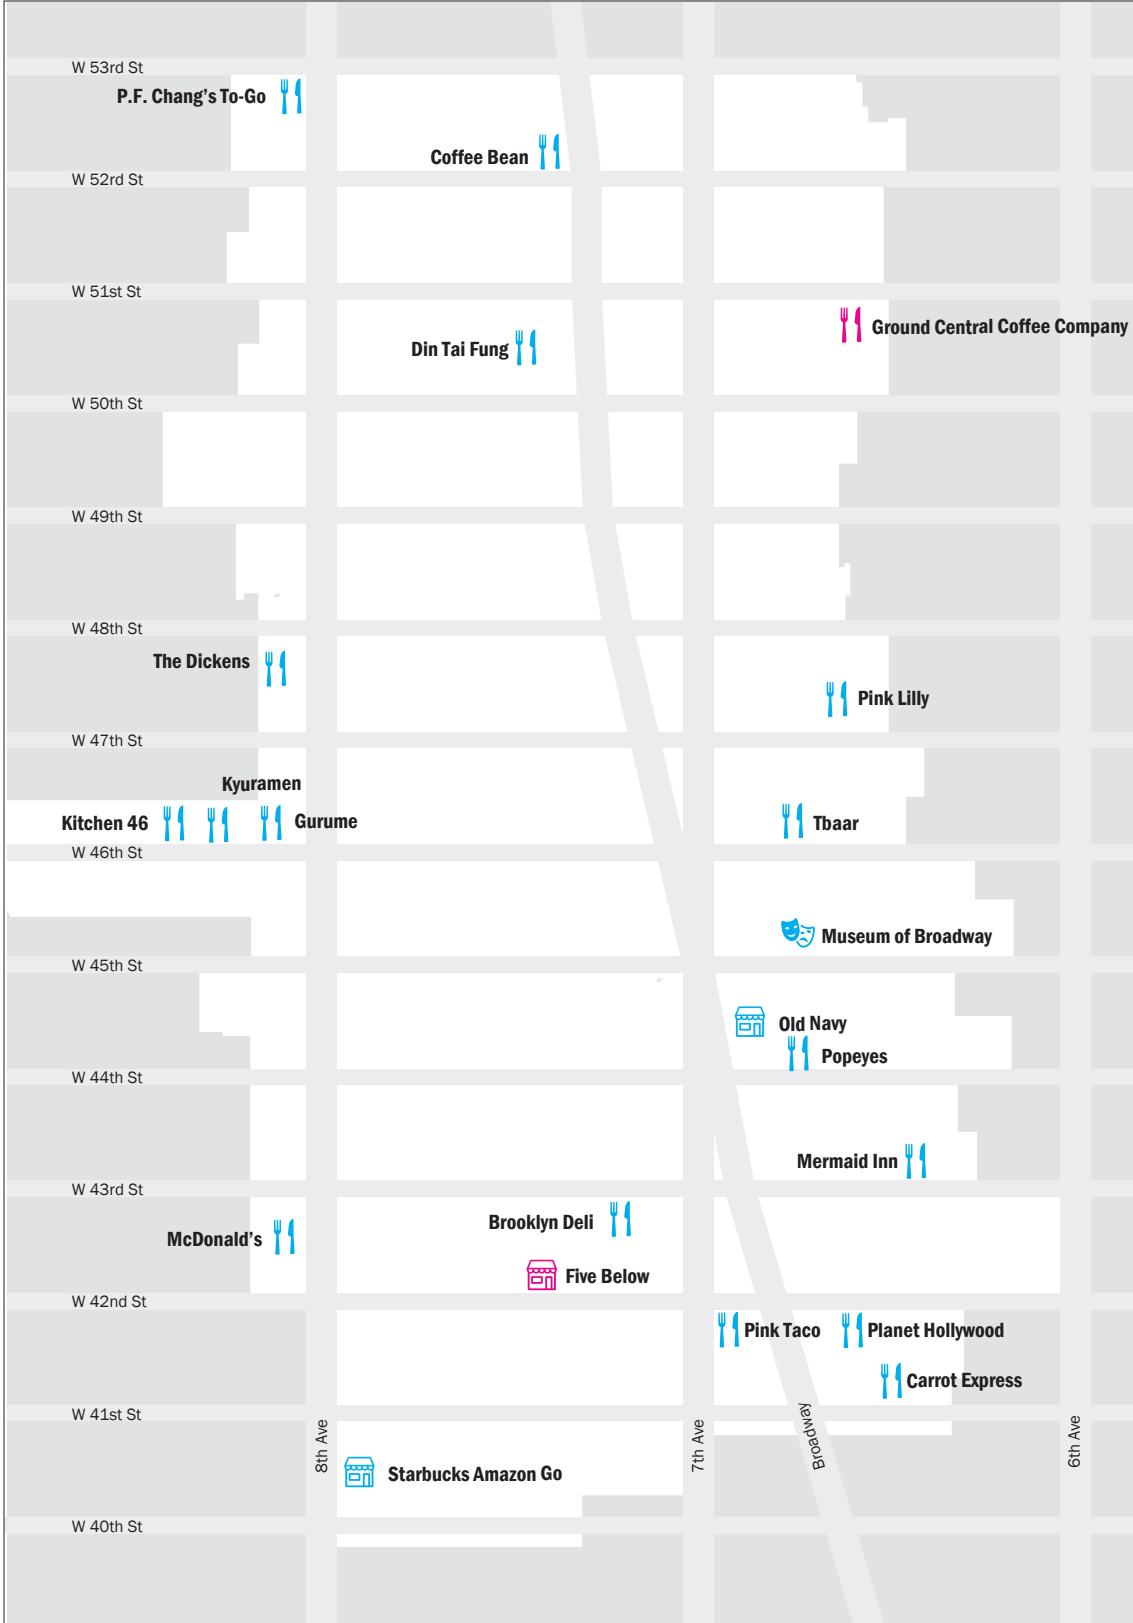 W 53rd St
P.F. Chang's To-Go
Coffee Bean
W 52rd St
W 51st St
Ground Central Coffee Company
Din Tai Fung
W 50th St
W 49th St
W 48th St
The Dickens
Pink Lilly
W 47th St
Kyuramen
Kitchen 46
Gurume
Tbaar
W 46th St
Museum of Broadway
W 45th St
Old Navy
Popeyes
W 44th St
Mermaid Inn
W 43rd St
Brooklyn Deli
McDonald's
Five Below
W 42nd St
Pink Taco
Planet Hollywood
Carrot Express
W 41st St
8th Ave
7th Ave
Broadway
6th Ave
Starbucks Amazon Go
W 40th St